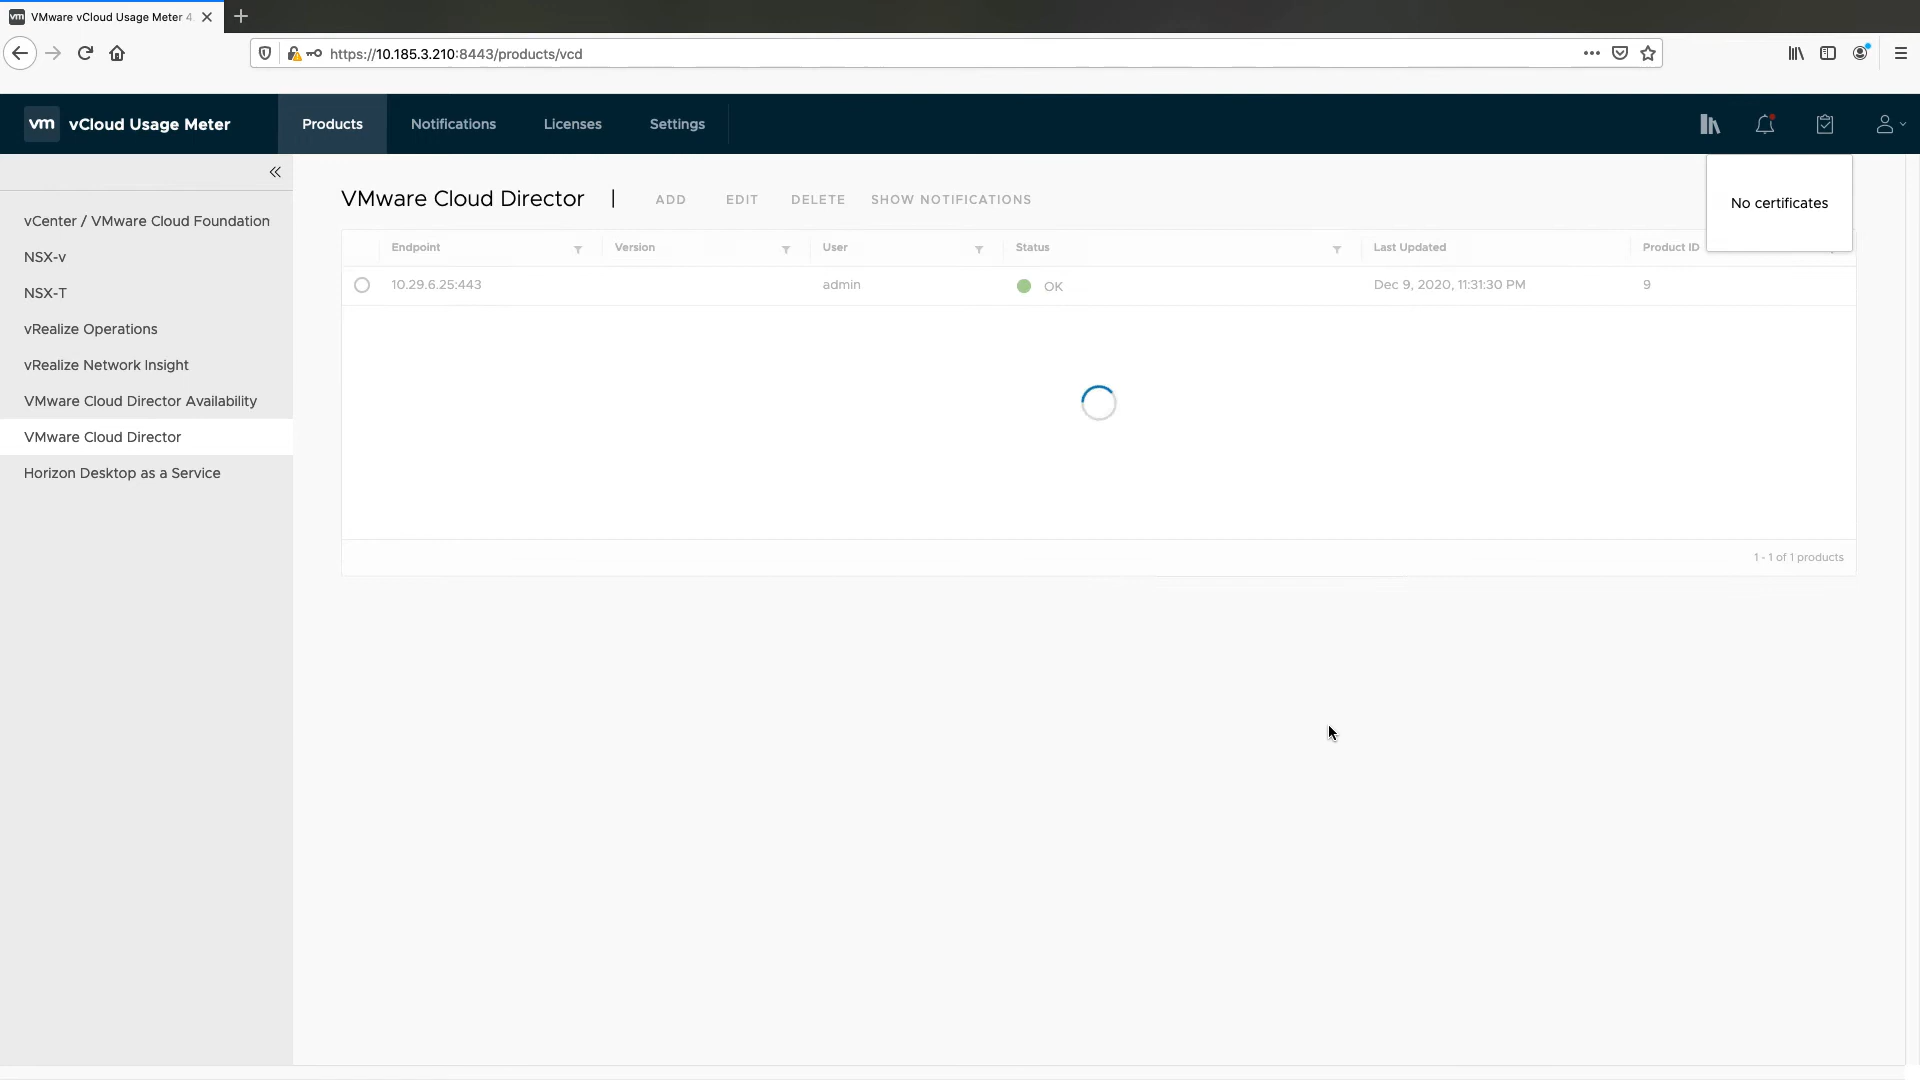 VMware vCloud Usage Meter 4
https://10.185.3.210:8443/products/vcd
vm vCloud Usage Meter Products Notifications Licenses Settings
No certificates
vCenter / VMware Cloud Foundation
NSX-v
NSX-T
vRealize Operations
vRealize Network Insight
VMware Cloud Director Availability
VMware Cloud Director
Horizon Desktop as a Service
VMware Cloud Director | ADD EDIT DELETE SHOW NOTIFICATIONS
Endpoint Version User Status Last Updated Product ID
10.29.6.25:443 admin OK Dec 9, 2020, 11:31:30 PM 9
1 - 1 of 1 products